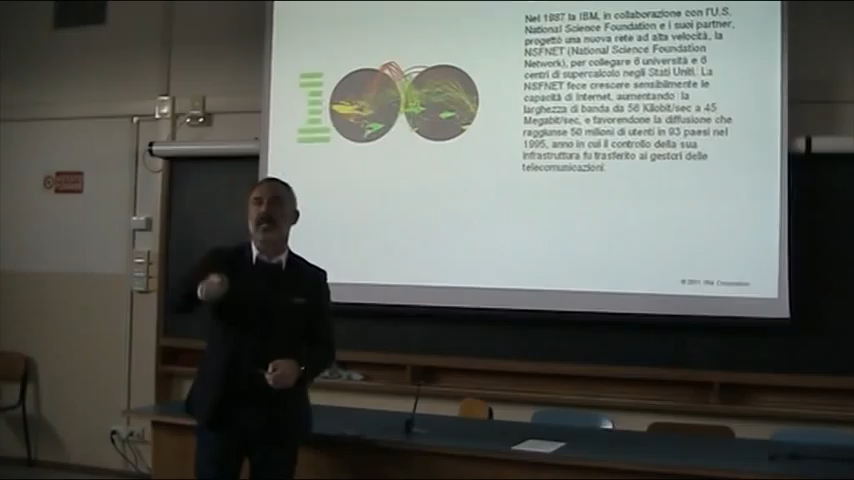 Nel 1987 la IBM, in collaborazione con l'U.S.
National Science Foundation e i suoi partner,
progettò una nuova rete ad alta velocità, la
NSFNET (National Science Foundation
Network), per collegare 6 università e 6
centri di supercalcolo negli Stati Uniti. La
NSFNET fece crescere sensibilmente le
capacità di Internet, aumentando la
larghezza di banda da 56 Kilobit/sec a 45
Megabit/sec, e favorendone la diffusione che
raggiunse 50 milioni di utenti in 93 paesi nel
1995, anno in cui il controllo della sua
infrastruttura fu trasferito ai gestori delle
telecomunicazioni.
© 2011 IBM Corporation